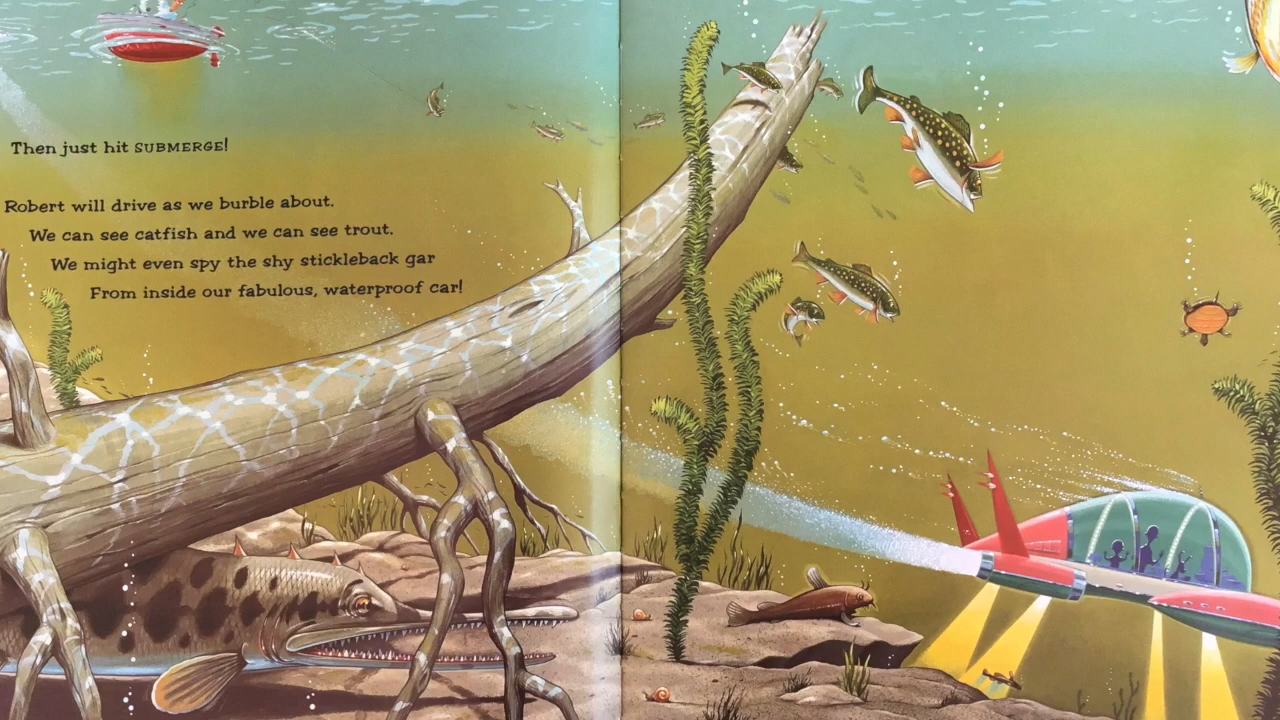 Then just hit SUBMERGE!
Robert will drive as we burble about.
We can see catfish and we can see trout.
We might even spy the shy stickleback gar
From inside our fabulous, waterproof car!